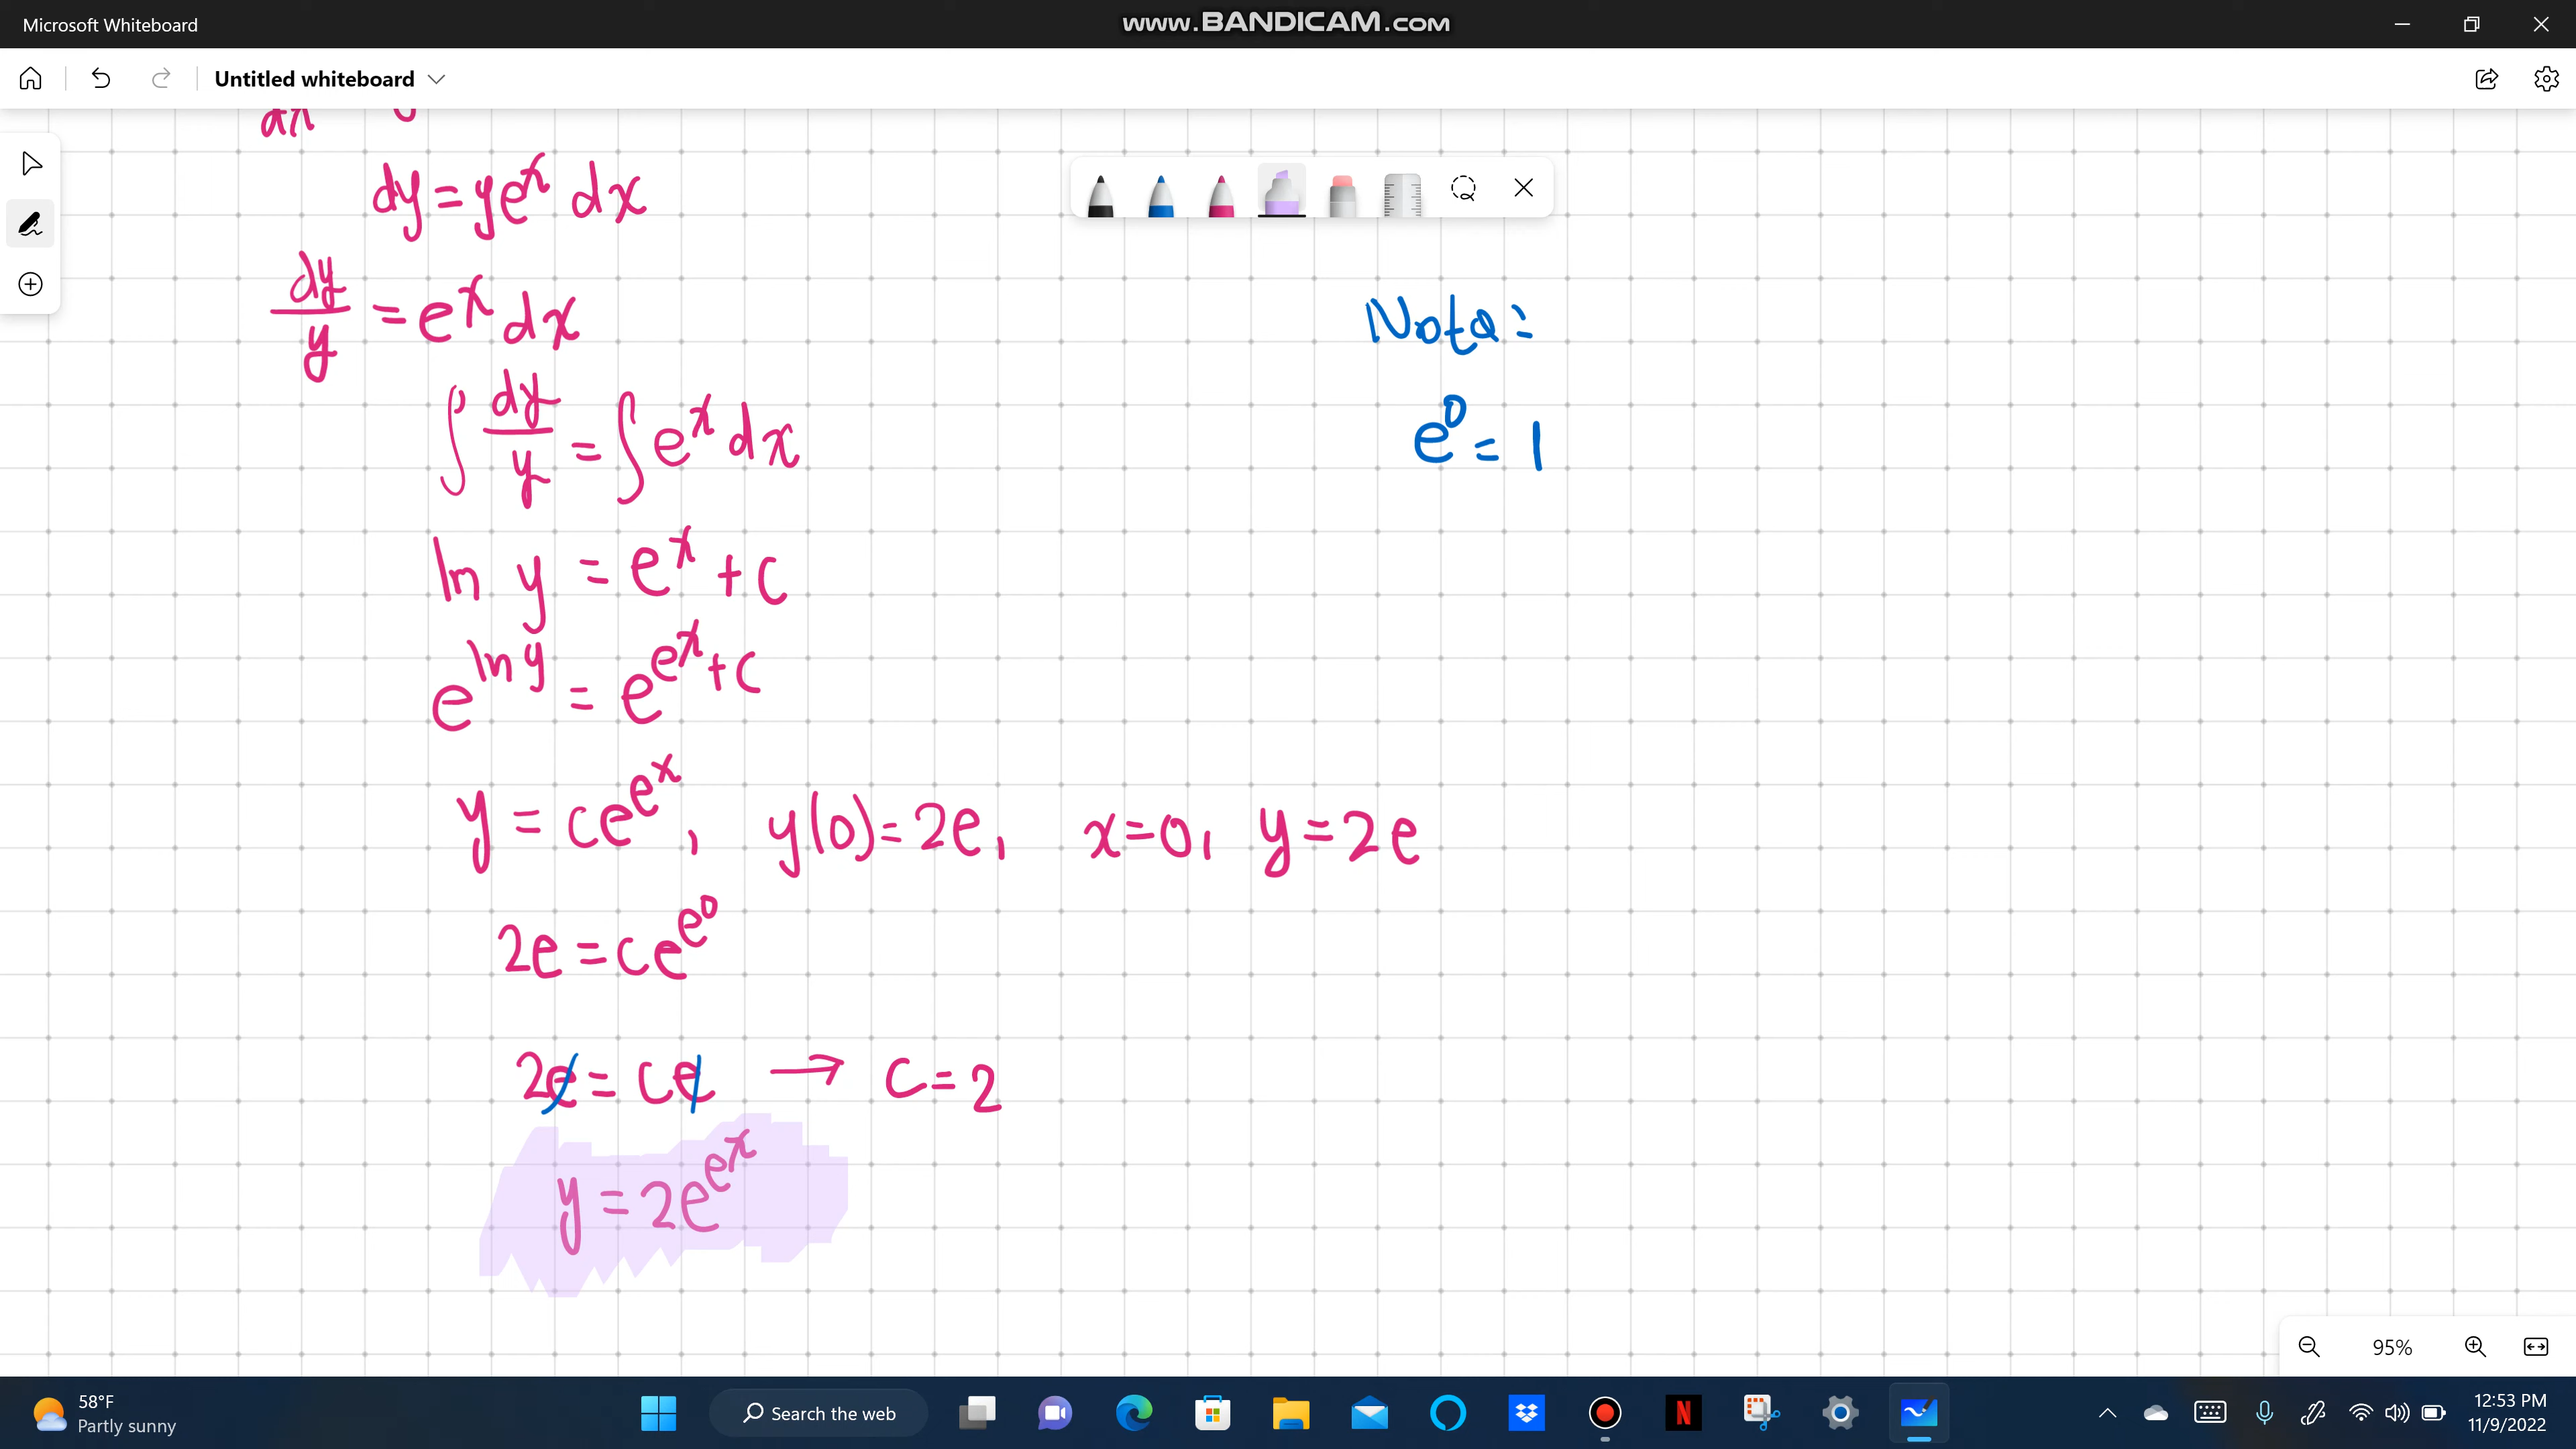 Microsoft Whiteboard
www.BANDICAM.com
Untitled whiteboard
dx
dy = ye^x dx
dy/y = e^x dx
∫ dy/y = ∫ e^x dx
Nota:
e^0 = 1
ln y = e^x + c
e^(ln y) = e^(e^x + c)
y = ce^(e^x), y(0) = 2e, x = 0, y = 2e
2e = ce^(e^0)
2e = ce → c = 2
y = 2e^(e^x)
95%
58°F
Partly sunny
Search the web
N
12:53 PM
11/9/2022